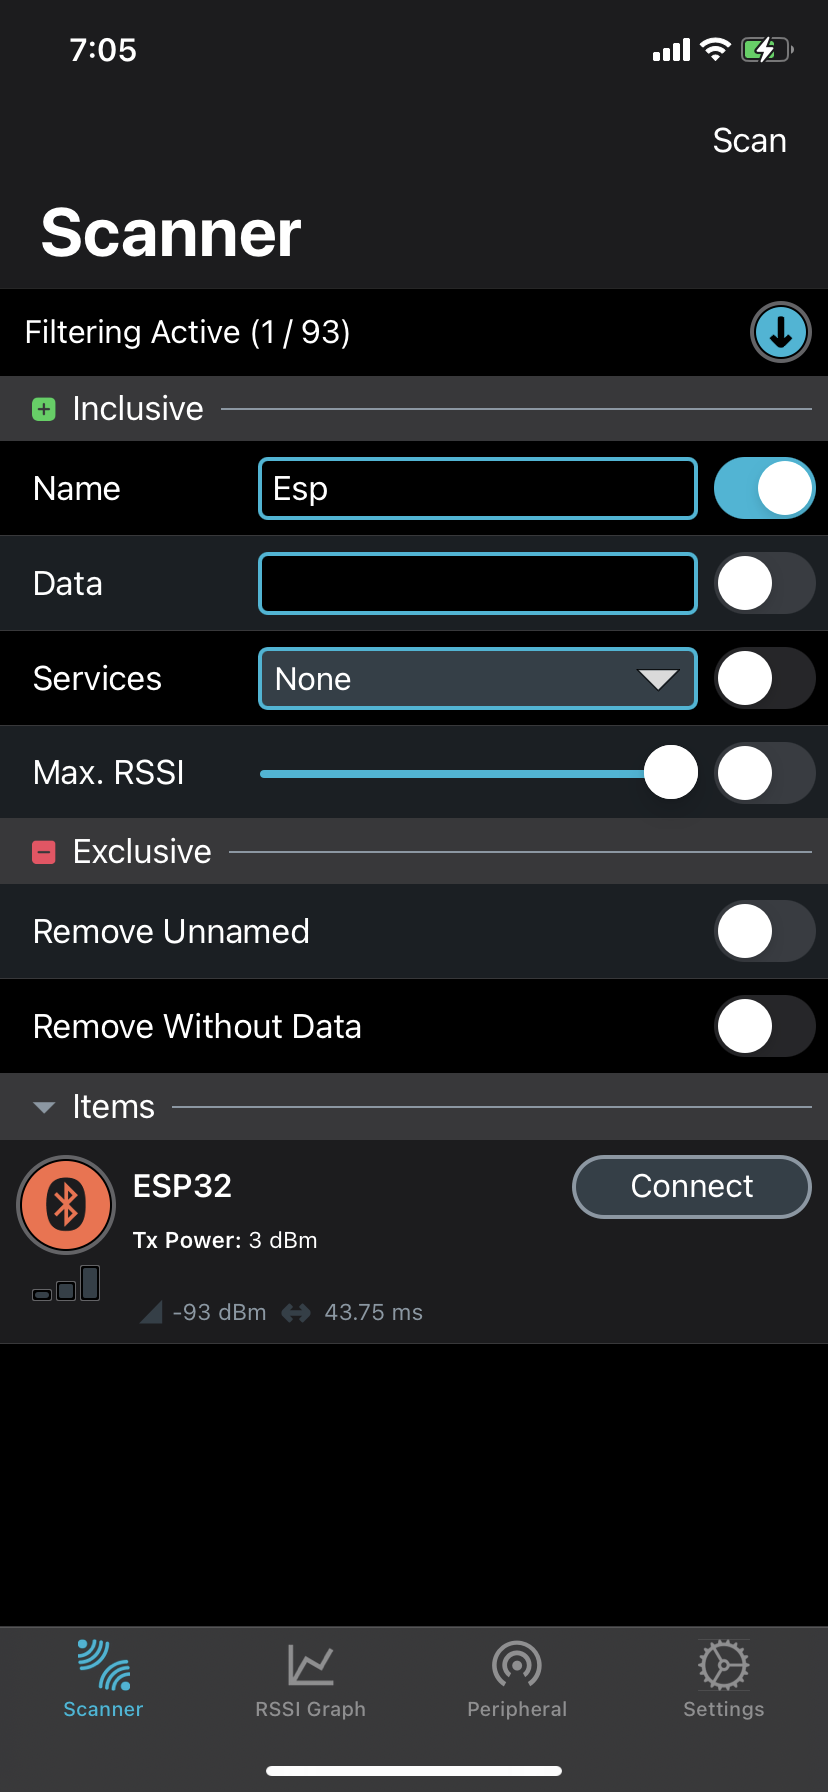 7:05
Scan
Scanner
Filtering Active (1 / 93)
Inclusive
Name Esp
Data
Services None
Max. RSSI
Exclusive
Remove Unnamed
Remove Without Data
Items
ESP32 Connect
Tx Power: 3 dBm
-93 dBm 43.75 ms
Scanner RSSI Graph Peripheral Settings